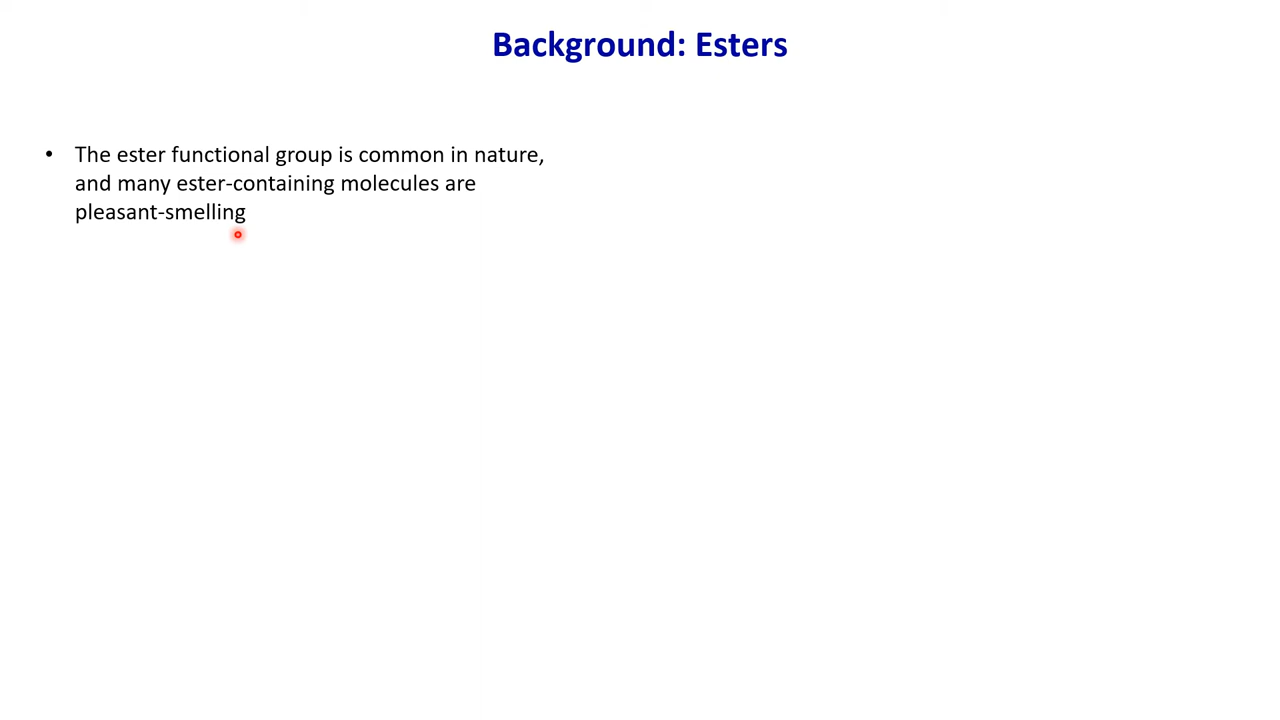 Background: Esters
• The ester functional group is common in nature,
and many ester-containing molecules are
pleasant-smelling